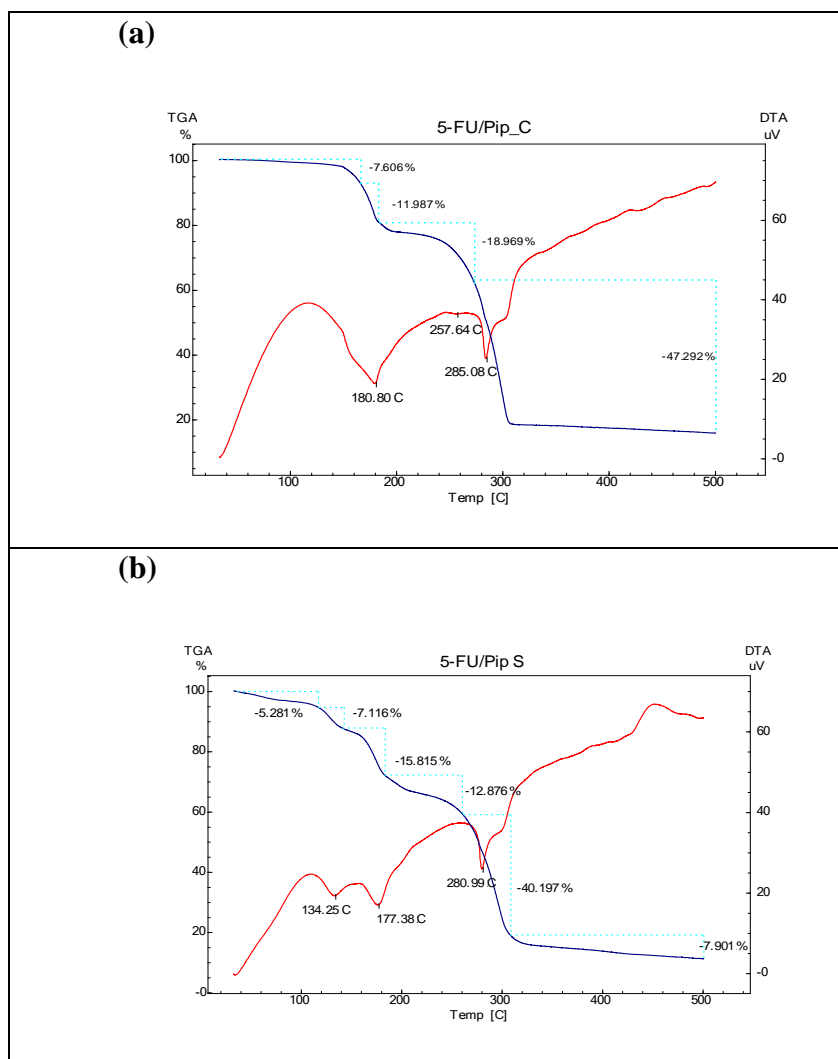 (a)
TGA
%
5-FU/Pip_C
DTA
uV
100
80
60
40
20
-7.606%
-11.987%
-18.969%
-47.292%
257.64 C
285.08 C
180.80 C
60
40
20
-0
100 200 300 400 500
Temp [C]
(b)
TGA
%
5-FU/Pip S
DTA
uV
100
80
60
40
20
-0
-5.281%
-7.116%
-15.815%
-12.876%
-40.197%
-7.901%
280.99 C
134.25 C
177.38 C
60
40
20
-0
100 200 300 400 500
Temp [C]